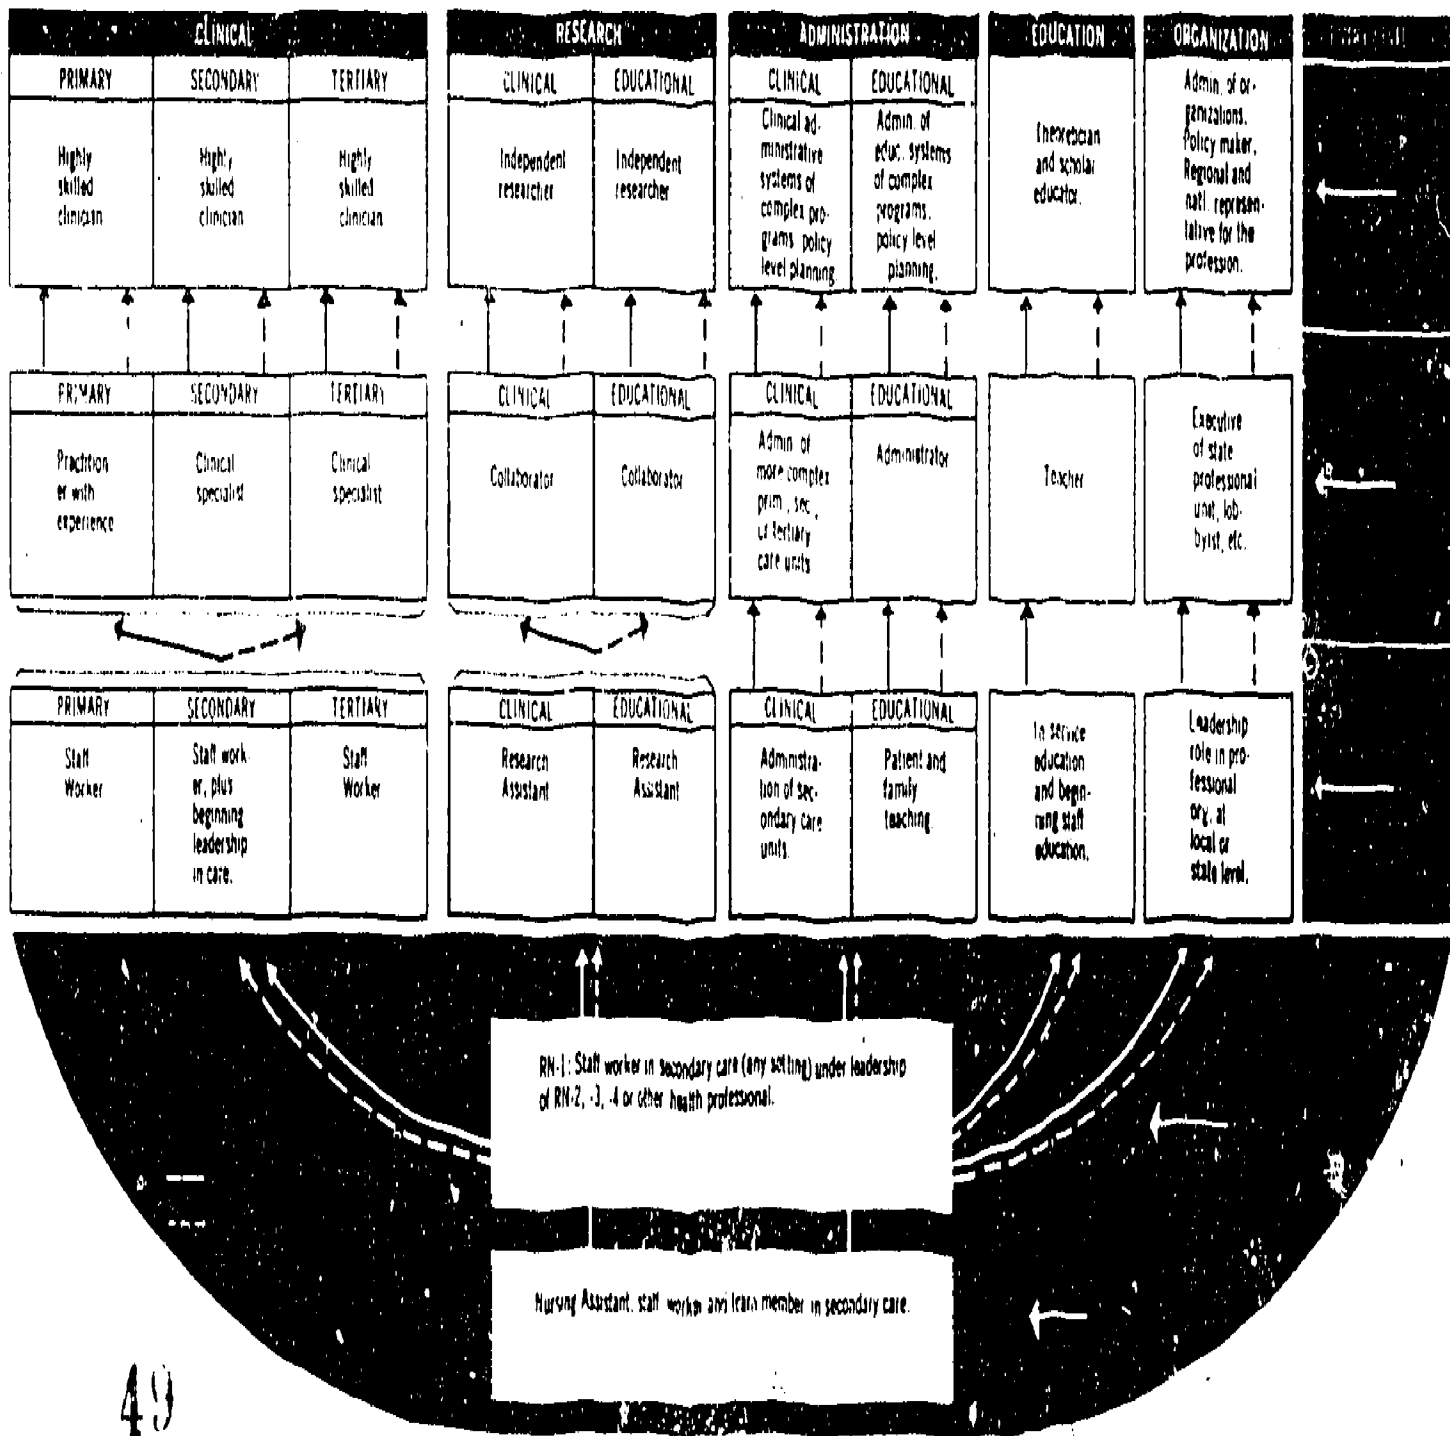 CLINICAL
RESEARCH
ADMINISTRATION
EDUCATION
ORGANIZATION
PRIMARY
SECONDARY
TERTIARY
CLINICAL
EDUCATIONAL
CLINICAL
EDUCATIONAL
Highly
skilled
clinician
Highly
skilled
clinician
Highly
skilled
clinician
Independent
researcher
Independent
researcher
Clinical ad-
ministrative
systems of
complex pro-
grams, policy
level planning
Admin. of
educ. systems
of complex
programs,
policy level
planning.
Theoretician
and scholar
educator.
Admin. of or-
ganizations.
Policy maker,
Regional and
natl. represen-
tative for the
profession.
PRIMARY
SECONDARY
TERTIARY
CLINICAL
EDUCATIONAL
CLINICAL
EDUCATIONAL
Practition
er with
experience
Clinical
specialist
Clinical
specialist
Collaborator
Collaborator
Admin. of
more complex
prim., sec.,
or tertiary
care units
Administrator
Teacher
Executive
of state
professional
unit, lob-
byist, etc.
PRIMARY
SECONDARY
TERTIARY
CLINICAL
EDUCATIONAL
CLINICAL
EDUCATIONAL
Staff
Worker
Staff work-
er, plus
beginning
leadership
in care.
Staff
Worker
Research
Assistant
Research
Assistant
Administra-
tion of sec-
ondary care
units.
Patient and
family
teaching.
In service
education
and begin-
ning staff
education.
Leadership
role in pro-
fessional
org. at
local or
state level.
RN-1: Staff worker in secondary care (any setting) under leadership
of RN-2, -3, -4 or other health professional.
Nursing Assistant, staff worker and team member in secondary care.
49